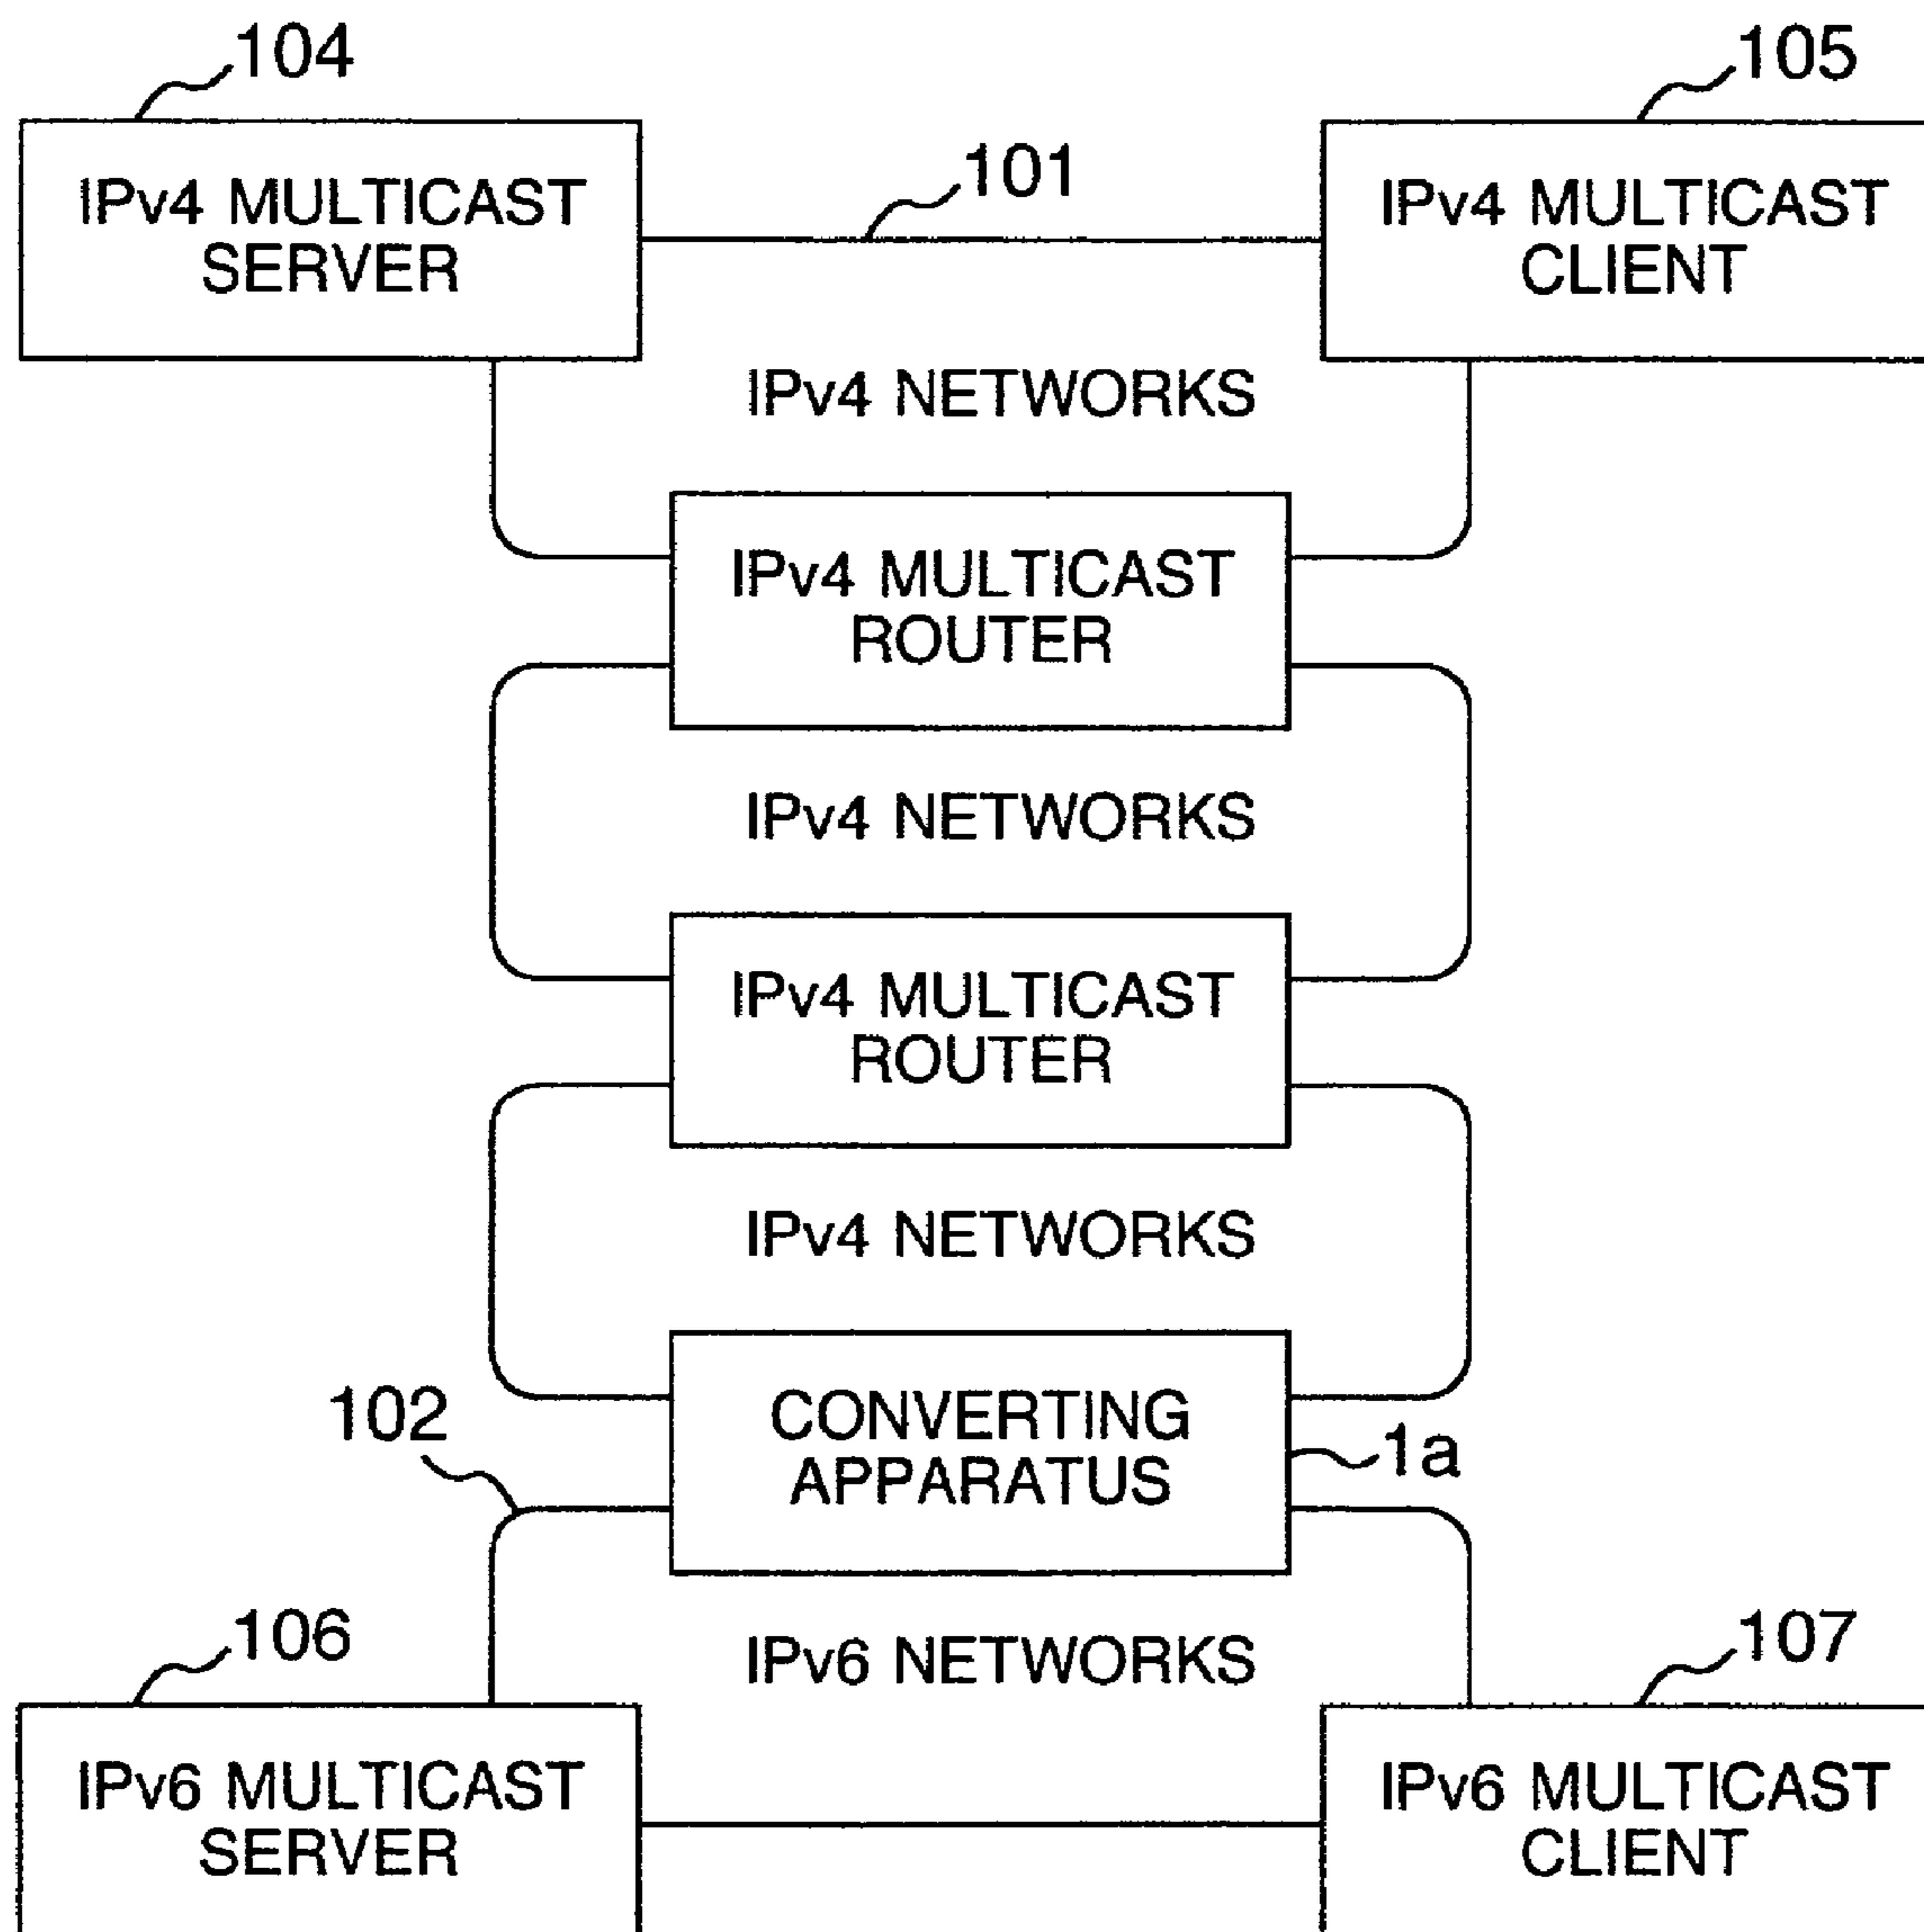 104
105
101
IPv4 MULTICAST
SERVER
IPv4 MULTICAST
CLIENT
IPv4 NETWORKS
IPv4 MULTICAST
ROUTER
IPv4 NETWORKS
IPv4 MULTICAST
ROUTER
IPv4 NETWORKS
102
CONVERTING
APPARATUS
1a
106
107
IPv6 NETWORKS
IPv6 MULTICAST
SERVER
IPv6 MULTICAST
CLIENT